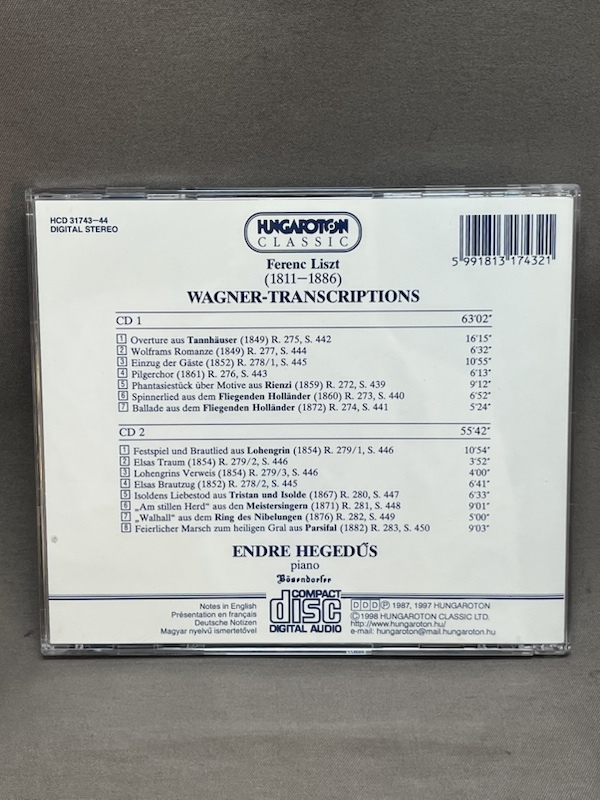 HCD 31743–44
DIGITAL STEREO
HUNGAROTON
CLASSIC
5 991813 174321
Ferenc Liszt
(1811–1886)
WAGNER-TRANSCRIPTIONS
CD 1 63'02"
1 Overture aus Tannhäuser (1849) R. 275, S. 442 16'15"
2 Wolframs Romanze (1849) R. 277, S. 444 6'32"
3 Einzug der Gäste (1852) R. 278/1, S. 445 10'55"
4 Pilgerchor (1861) R. 276, S. 443 6'13"
5 Phantasiestück über Motive aus Rienzi (1859) R. 272, S. 439 9'12"
6 Spinnerlied aus dem Fliegenden Holländer (1860) R. 273, S. 440 6'52"
7 Ballade aus dem Fliegenden Holländer (1872) R. 274, S. 441 5'24"
CD 2 55'42"
1 Festspiel und Brautlied aus Lohengrin (1854) R. 279/1, S. 446 10'54"
2 Elsas Traum (1854) R. 279/2, S. 446 3'52"
3 Lohengrins Verweis (1854) R. 279/3, S. 446 4'00"
4 Elsas Brautzug (1852) R. 278/2, S. 445 6'41"
5 Isoldens Liebestod aus Tristan und Isolde (1867) R. 280, S. 447 6'33"
6 „Am stillen Herd" aus den Meistersingern (1871) R. 281, S. 448 9'01"
7 „Walhall" aus dem Ring des Nibelungen (1876) R. 282, S. 449 5'00"
8 Feierlicher Marsch zum heiligen Gral aus Parsifal (1882) R. 283, S. 450 9'03"
ENDRE HEGEDŰS
piano
Bösendorfer
Notes in English
Présentation en français
Deutsche Notizen
Magyar nyelvű ismertetővel
COMPACT
disc
DIGITAL AUDIO
DDD ℗ 1987, 1997 HUNGAROTON
© 1998 HUNGAROTON CLASSIC LTD.
http://www.hungaroton.hu/
e-mail: hungaroton@mail.hungaroton.hu